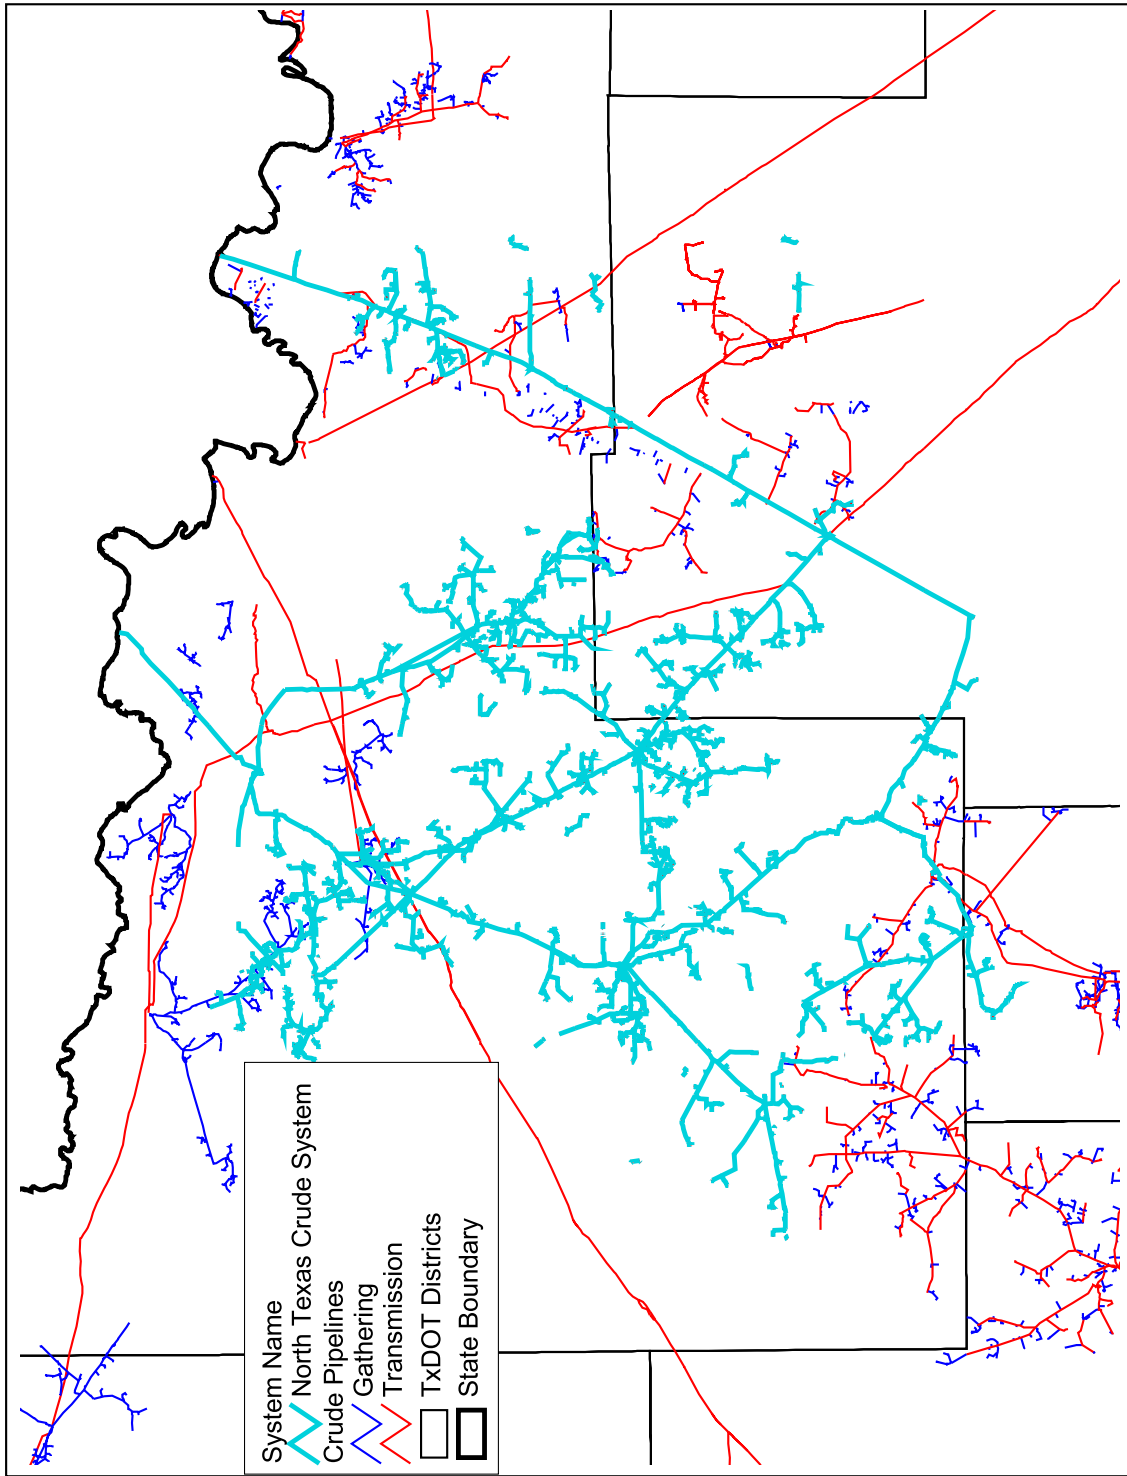 System Name
North Texas Crude System
Crude Pipelines
Gathering
Transmission
TxDOT Districts
State Boundary